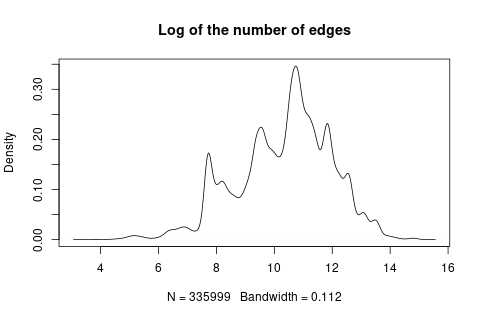 Log of the number of edges
Density
0.30
0.20
0.10
0.00
4 6 8 10 12 14 16
N = 335999 Bandwidth = 0.112